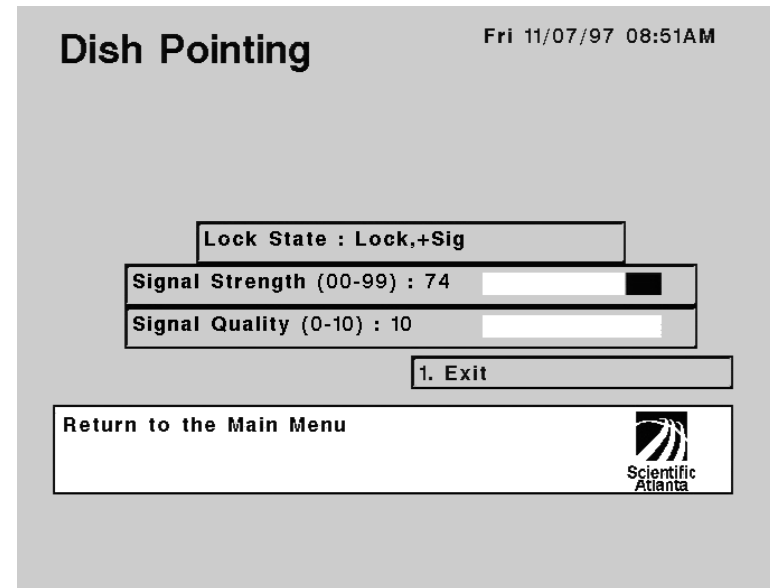 Dish Pointing
Fri 11/07/97 08:51AM
Lock State : Lock,+Sig
Signal Strength (00-99) : 74
Signal Quality (0-10) : 10
1. Exit
Return to the Main Menu
Scientific
Atlanta